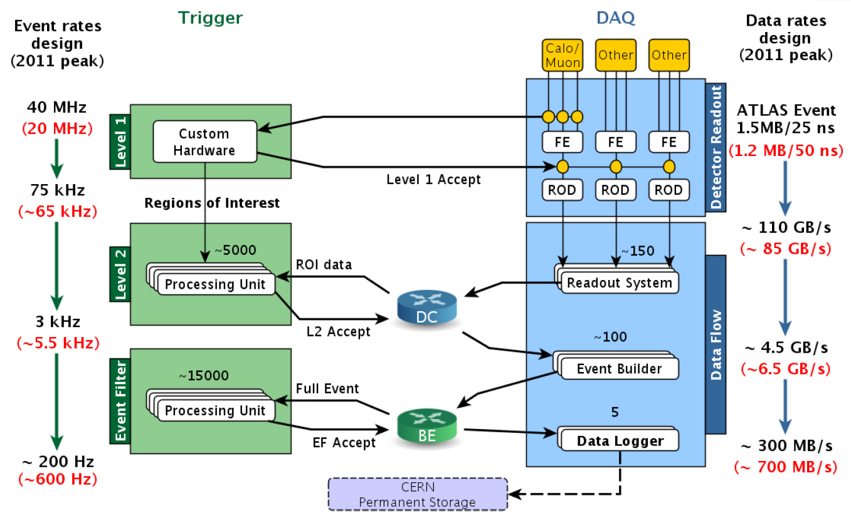 Event rates
design
(2011 peak)
Trigger
DAQ
Data rates
design
(2011 peak)
Calo/
Muon
Other
Other
40 MHz
(20 MHz)
Level 1
Custom
Hardware
FE
FE
FE
Detector Readout
ATLAS Event
1.5MB/25 ns
(1.2 MB/50 ns)
Level 1 Accept
ROD
ROD
ROD
75 kHz
(~65 kHz)
Regions of Interest
~ 110 GB/s
(~ 85 GB/s)
Level 2
~5000
Processing Unit
ROI data
L2 Accept
DC
~150
Readout System
Data Flow
3 kHz
(~5.5 kHz)
~100
Event Builder
~ 4.5 GB/s
(~6.5 GB/s)
Event Filter
~15000
Processing Unit
Full Event
EF Accept
BE
5
Data Logger
~ 200 Hz
(~600 Hz)
~ 300 MB/s
(~ 700 MB/s)
CERN
Permanent Storage